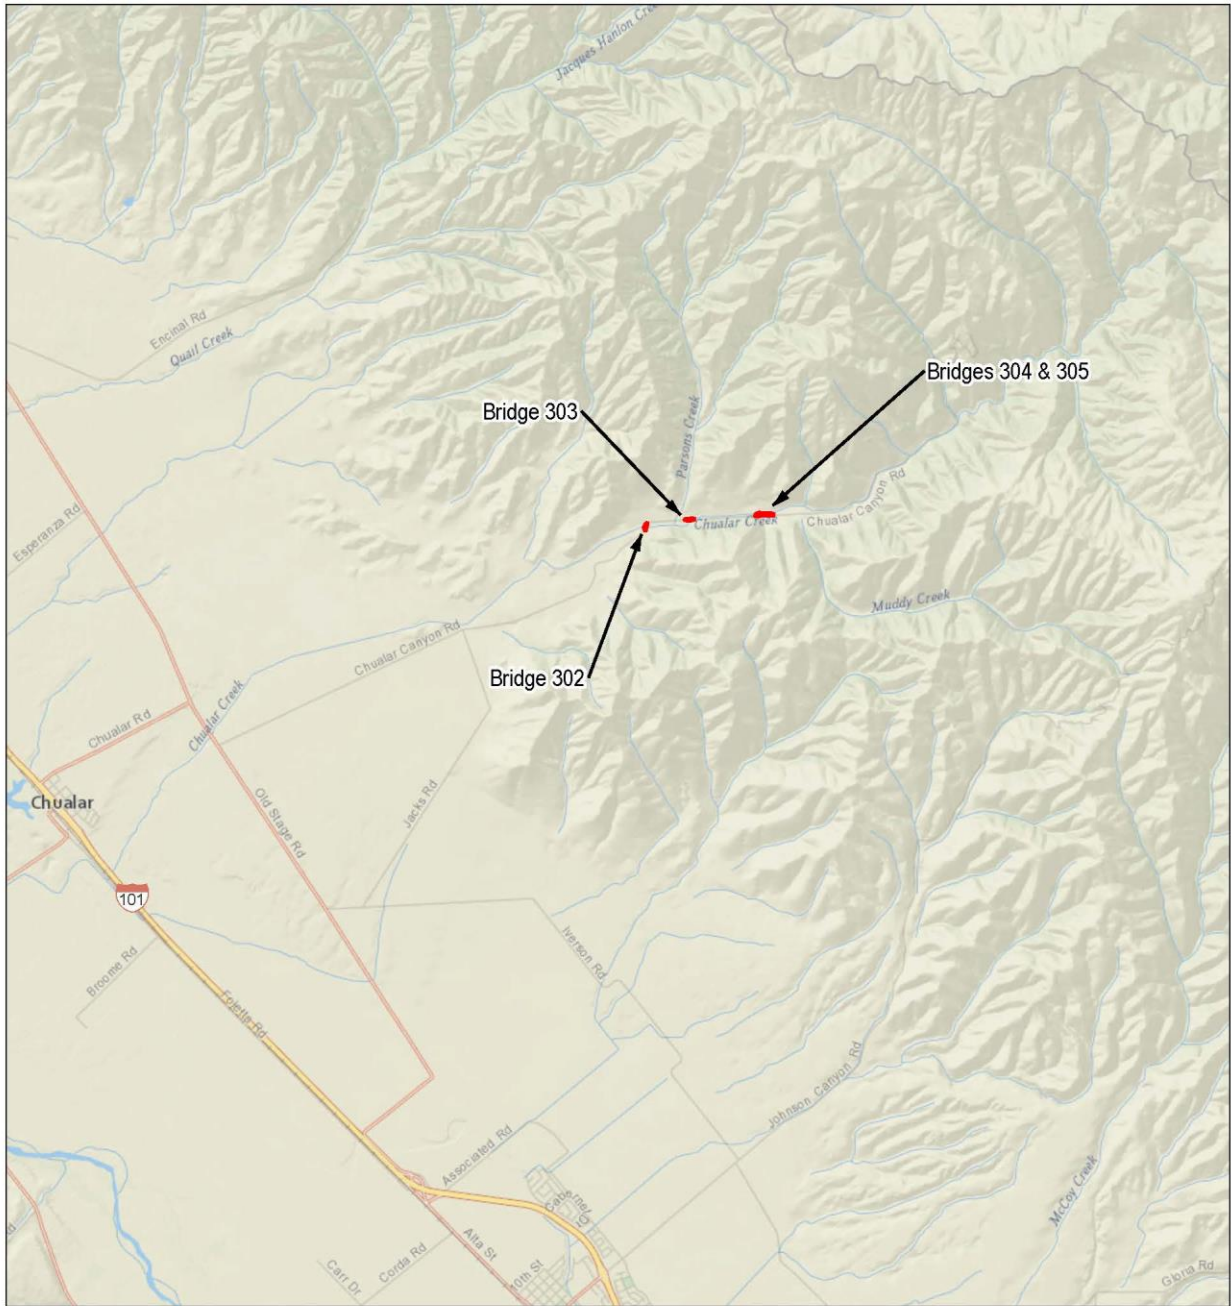 Jacques Hanlon Creek
Encinal Rd
Quail Creek
Bridges 304 & 305
Bridge 303
Parsons Creek
Chualar Canyon Rd
Esperanza Rd
Chualar Creek
Muddy Creek
Chualar Canyon Rd
Bridge 302
Chualar Creek
Chualar Rd
Chualar
Jacks Rd
Old Stage Rd
101
Iverson Rd
Broome Rd
Foletta Rd
Johnson Canyon Rd
Associated Rd
McCoy Creek
Alta St
Corda Rd
10th St
Carr Dr
Gloria Rd
Rd